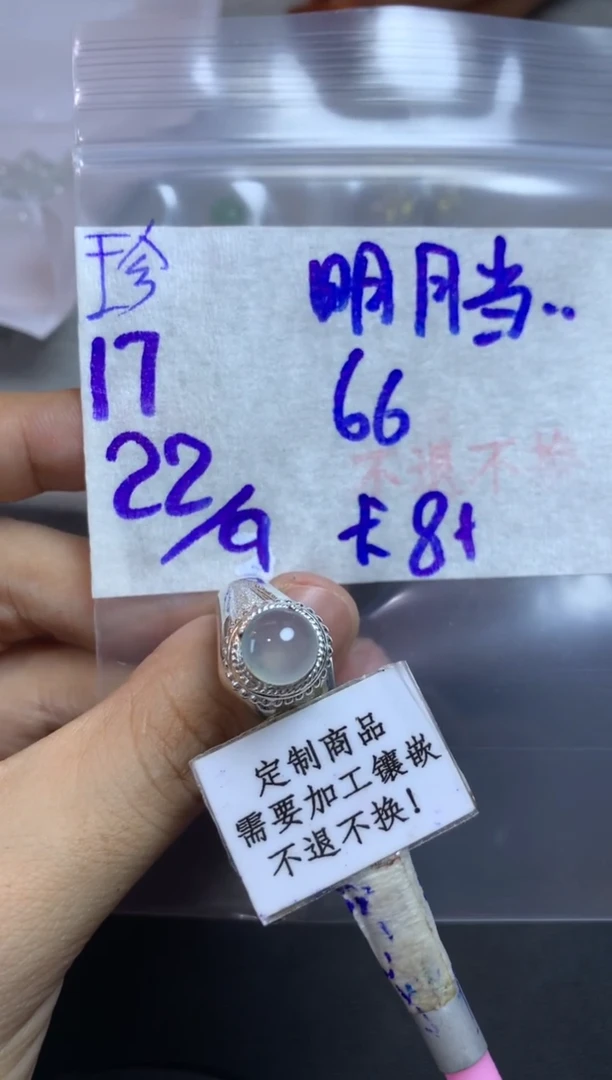 珍
17
22/9
明月当..
66
不退不换
卡8+
定制商品
需要加工镶嵌
不退不换!